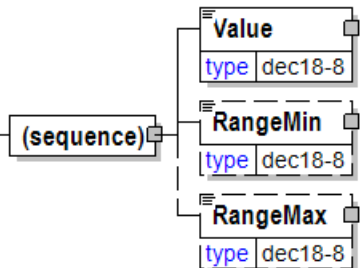 Value
type dec18-8
(sequence)
RangeMin
type dec18-8
RangeMax
type dec18-8